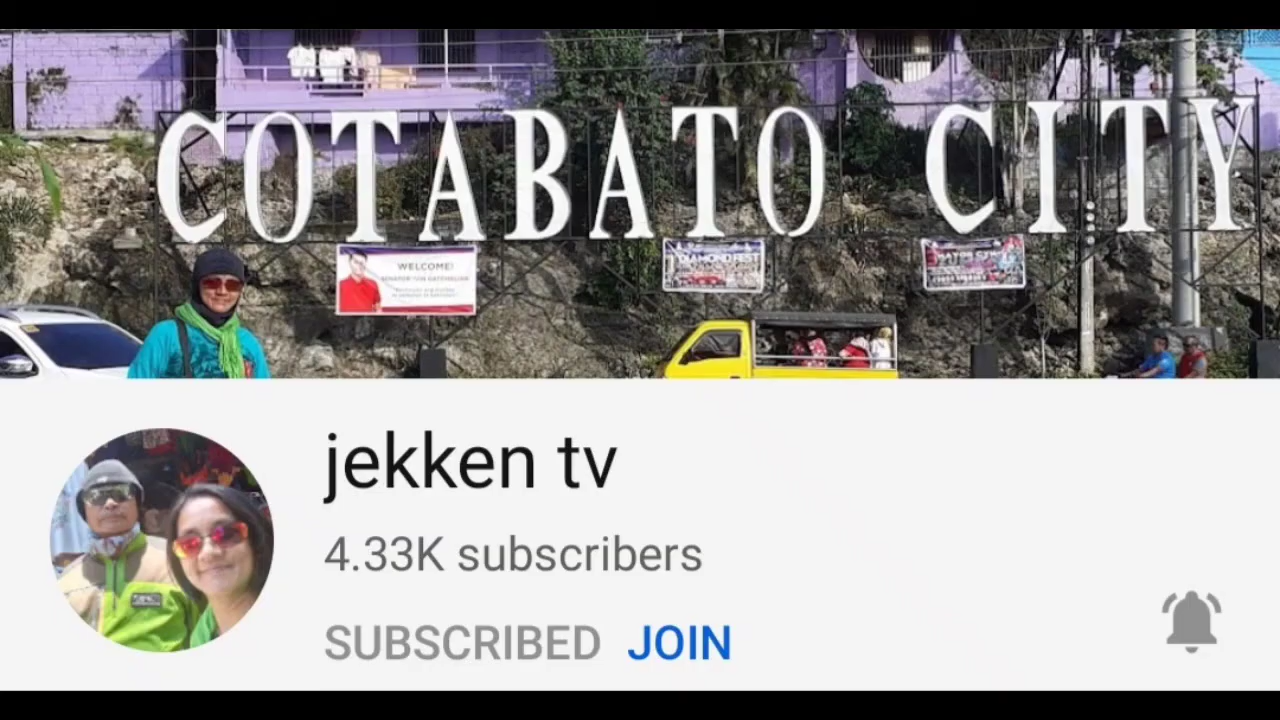 COTABATO CITY
WELCOME!
DIAMOND FEST
jekken tv
4.33K subscribers
SUBSCRIBED JOIN